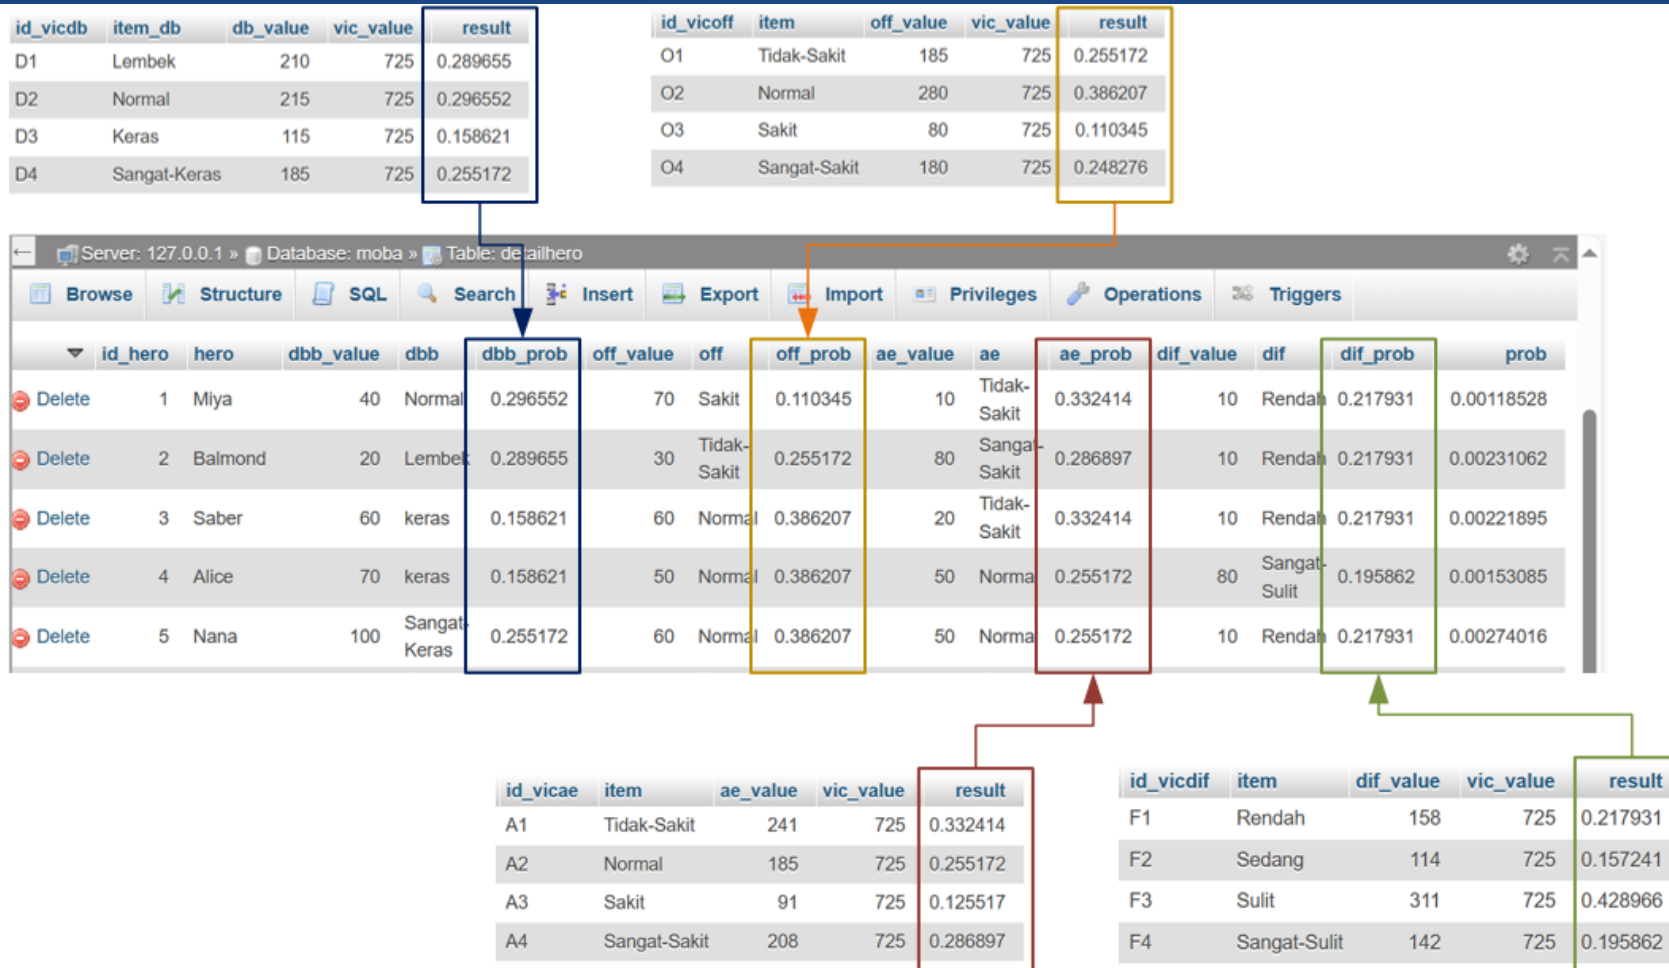 id_vicdb item_db db_value vic_value result
D1 Lembek 210 725 0.289655
D2 Normal 215 725 0.296552
D3 Keras 115 725 0.158621
D4 Sangat-Keras 185 725 0.255172
id_vicoff item off_value vic_value result
O1 Tidak-Sakit 185 725 0.255172
O2 Normal 280 725 0.386207
O3 Sakit 80 725 0.110345
O4 Sangat-Sakit 180 725 0.248276
Server: 127.0.0.1 » Database: moba » Table: detailhero
Browse Structure SQL Search Insert Export Import Privileges Operations Triggers
id_hero hero dbb_value dbb dbb_prob off_value off off_prob ae_value ae ae_prob dif_value dif dif_prob prob
Delete 1 Miya 40 Normal 0.296552 70 Sakit 0.110345 10 Tidak-
Sakit 0.332414 10 Rendah 0.217931 0.00118528
Delete 2 Balmond 20 Lembek 0.289655 30 Tidak-
Sakit 0.255172 80 Sangat-
Sakit 0.286897 10 Rendah 0.217931 0.00231062
Delete 3 Saber 60 keras 0.158621 60 Normal 0.386207 20 Tidak-
Sakit 0.332414 10 Rendah 0.217931 0.00221895
Delete 4 Alice 70 keras 0.158621 50 Normal 0.386207 50 Normal 0.255172 80 Sangat-
Sulit 0.195862 0.00153085
Delete 5 Nana 100 Sangat-
Keras 0.255172 60 Normal 0.386207 50 Normal 0.255172 10 Rendah 0.217931 0.00274016
id_vicae item ae_value vic_value result
A1 Tidak-Sakit 241 725 0.332414
A2 Normal 185 725 0.255172
A3 Sakit 91 725 0.125517
A4 Sangat-Sakit 208 725 0.286897
id_vicdif item dif_value vic_value result
F1 Rendah 158 725 0.217931
F2 Sedang 114 725 0.157241
F3 Sulit 311 725 0.428966
F4 Sangat-Sulit 142 725 0.195862